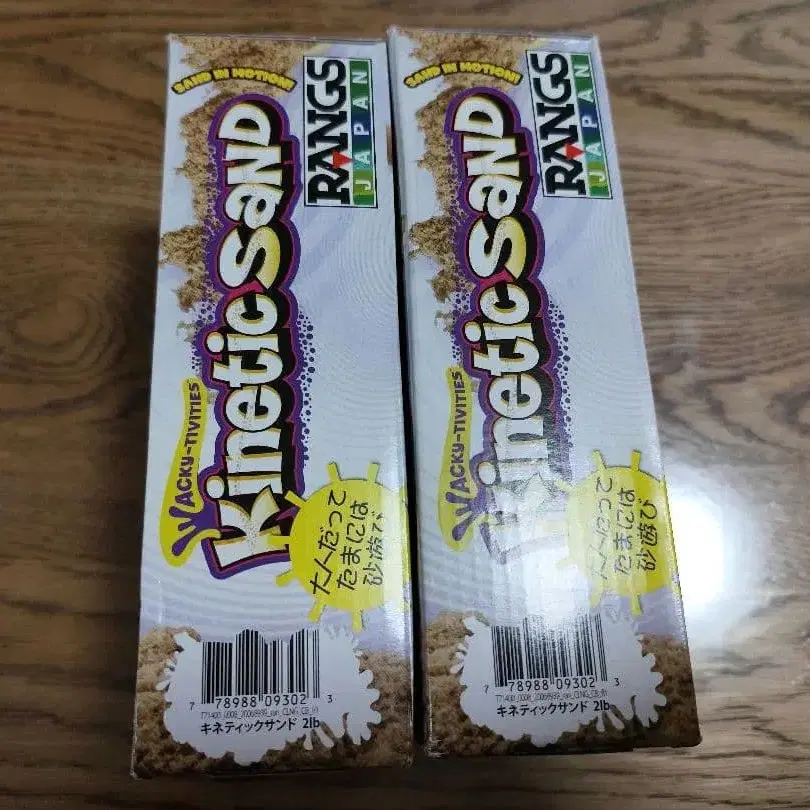 SAND IN MOTION!
RANGS
JAPAN
WACKY-TIVITIES
KineticSanD
大人だって
たまには
砂遊び
7 78988 09302 3
キネティックサンド 2lb
SAND IN MOTION!
RANGS
JAPAN
WACKY-TIVITIES
KineticSanD
大人だって
たまには
砂遊び
7 78988 09302 3
キネティックサンド 2lb